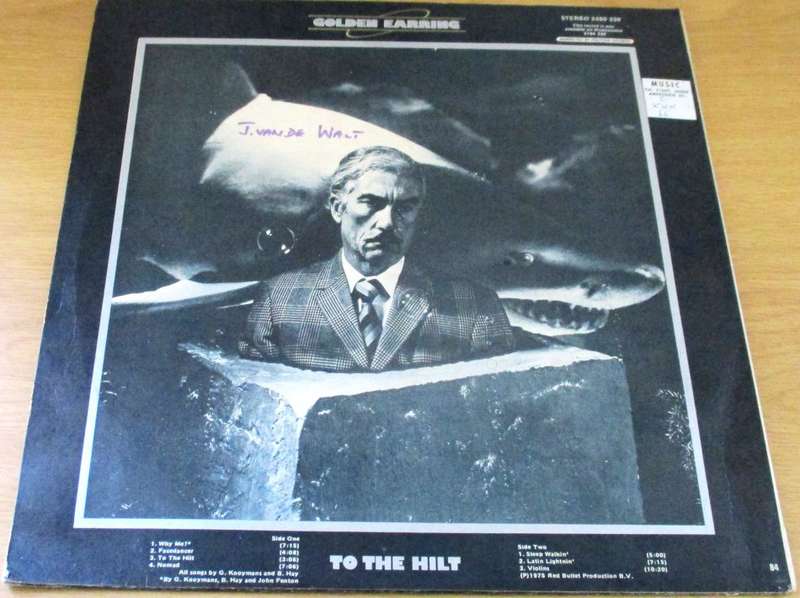 GOLDEN EARRING
STEREO 2480 330
MUSIC
J. VAN DE WALT
Side One
1. Why Me?* (7:15)
2. Facedancer (4:08)
3. To The Hilt (3:06)
4. Nomad (7:06)
All songs by G. Kooymans and B. Hay
*By G. Kooymans, B. Hay and John Fenton
TO THE HILT
Side Two
1. Sleep Walkin' (5:00)
2. Latin Lightnin' (7:15)
3. Violins (10:20)
(P)1975 Red Bullet Production B.V.
84